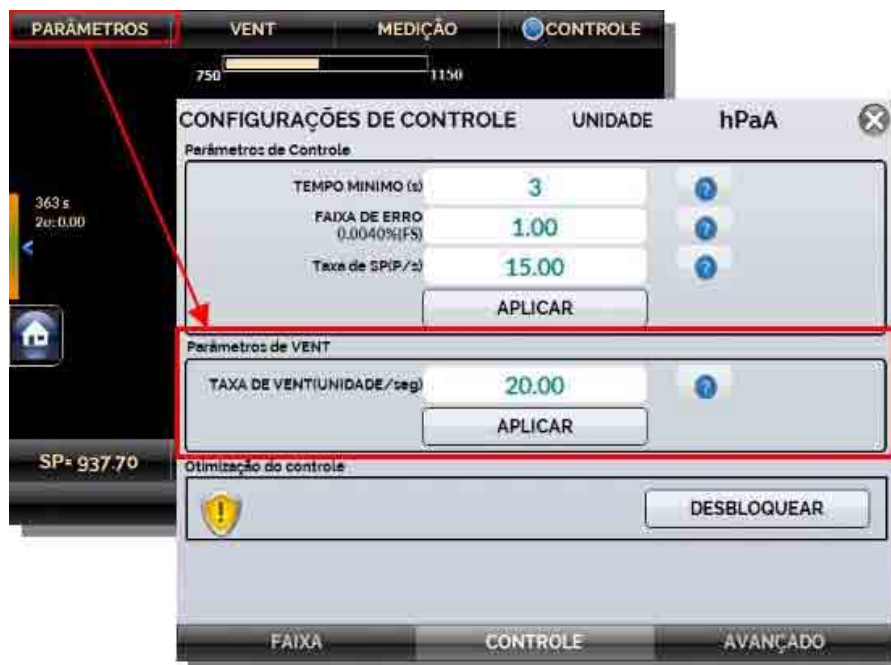 PARÂMETROS VENT MEDIÇÃO CONTROLE
750 1150
CONFIGURAÇÕES DE CONTROLE UNIDADE hPaA
Parâmetros de Controle
TEMPO MINIMO (s) 3
FAIXA DE ERRO
0.0040%(FS) 1.00
Taxa de SP(P/s) 15.00
APLICAR
363 s
2σ: 0.00
<
Parâmetros de VENT
TAXA DE VENT(UNIDADE/seg) 20.00
APLICAR
SP= 937.70
Otimização do controle
DESBLOQUEAR
FAIXA CONTROLE AVANÇADO